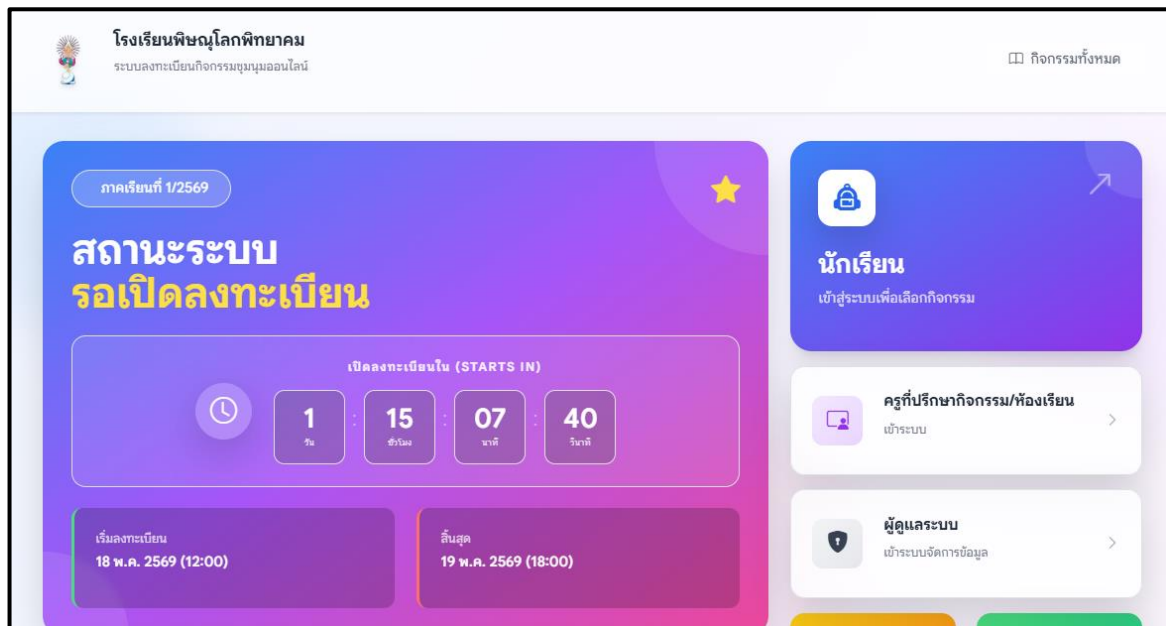 โรงเรียนพิษณุโลกพิทยาคม
ระบบลงทะเบียนกิจกรรมชุมนุมออนไลน์
กิจกรรมทั้งหมด
ภาคเรียนที่ 1/2569
สถานะระบบ
รอเปิดลงทะเบียน
เปิดลงทะเบียนใน (STARTS IN)
1 : 15 : 07 : 40
วัน ชั่วโมง นาที วินาที
เริ่มลงทะเบียน
18 พ.ค. 2569 (12:00)
สิ้นสุด
19 พ.ค. 2569 (18:00)
นักเรียน
เข้าสู่ระบบเพื่อเลือกกิจกรรม
ครูที่ปรึกษากิจกรรม/ห้องเรียน
เข้าระบบ
ผู้ดูแลระบบ
เข้าระบบจัดการข้อมูล